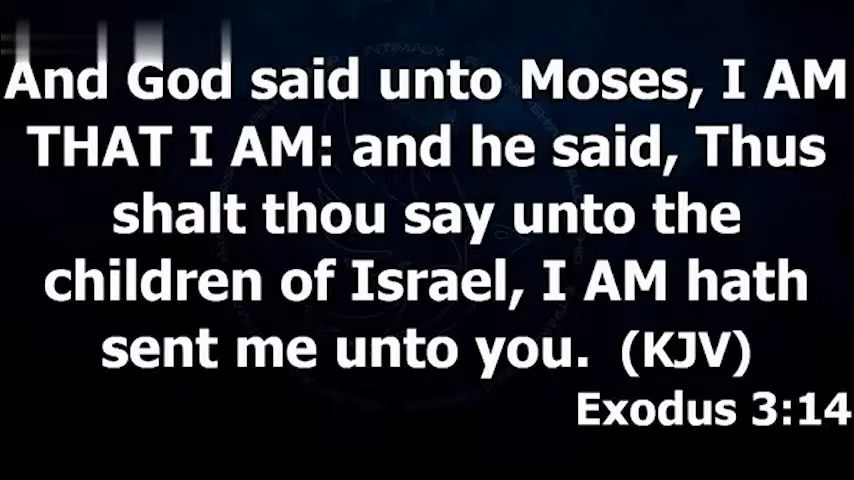 And God said unto Moses, I AM
THAT I AM: and he said, Thus
shalt thou say unto the
children of Israel, I AM hath
sent me unto you. (KJV)
Exodus 3:14